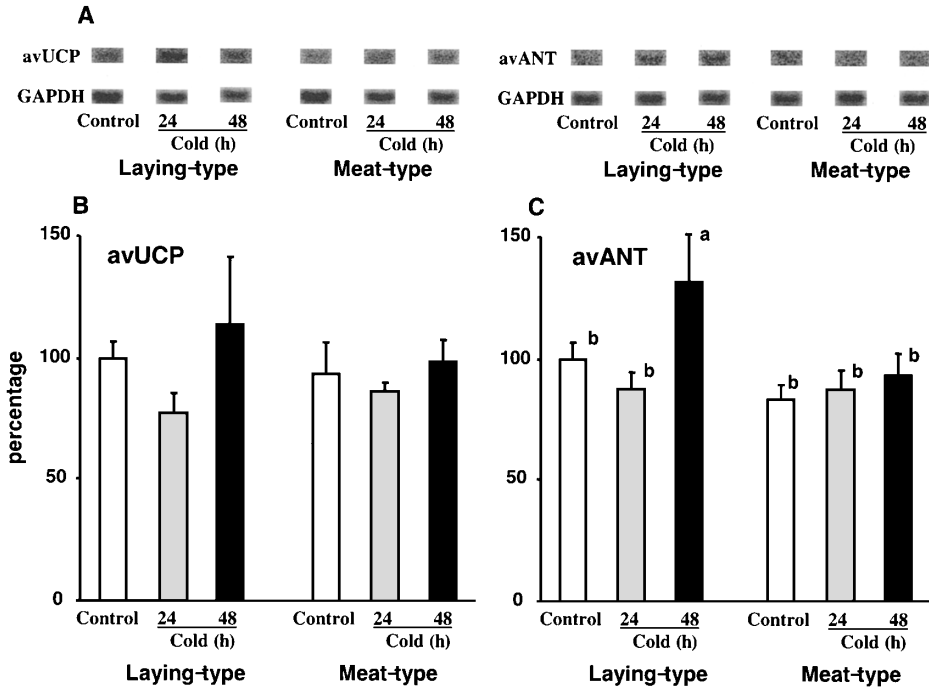 A
avUCP
GAPDH
Control 24 48 Control 24 48
Cold (h) Cold (h)
Laying-type Meat-type
avANT
GAPDH
Control 24 48 Control 24 48
Cold (h) Cold (h)
Laying-type Meat-type
B
avUCP
percentage
150
100
50
0
Control 24 48 Control 24 48
Cold (h) Cold (h)
Laying-type Meat-type
C
avANT
150
100
50
0
b b a b b b
Control 24 48 Control 24 48
Cold (h) Cold (h)
Laying-type Meat-type